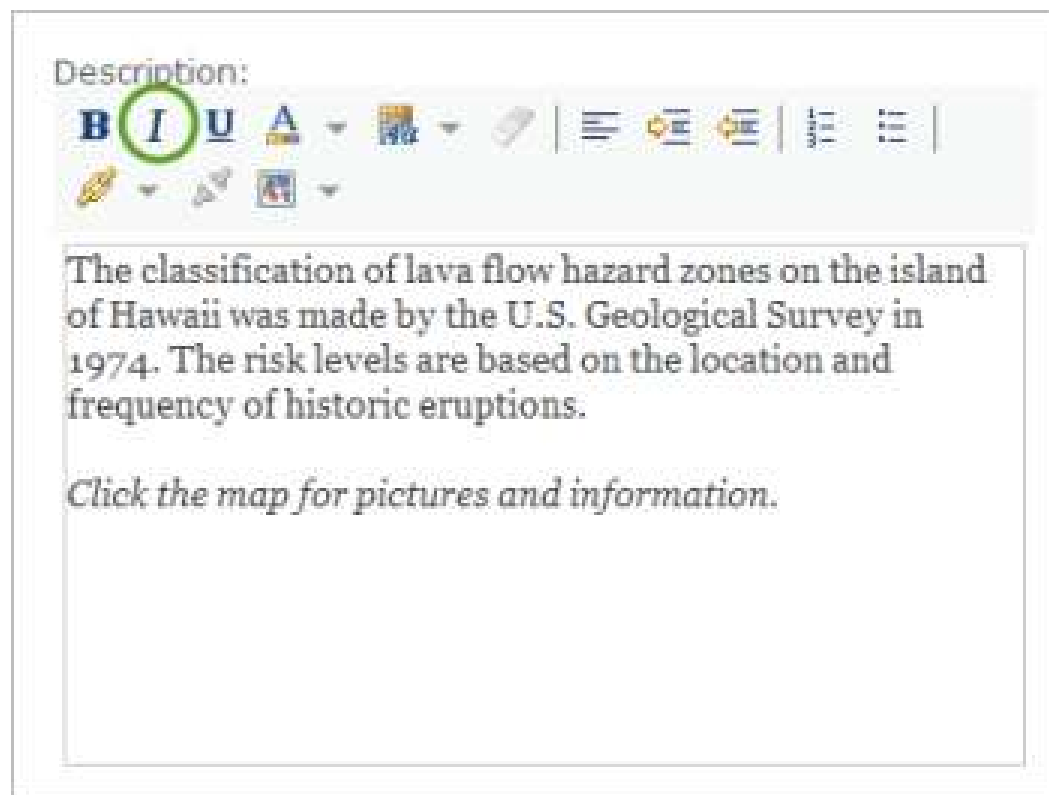 Description:
B I U A
The classification of lava flow hazard zones on the island
of Hawaii was made by the U.S. Geological Survey in
1974. The risk levels are based on the location and
frequency of historic eruptions.
Click the map for pictures and information.